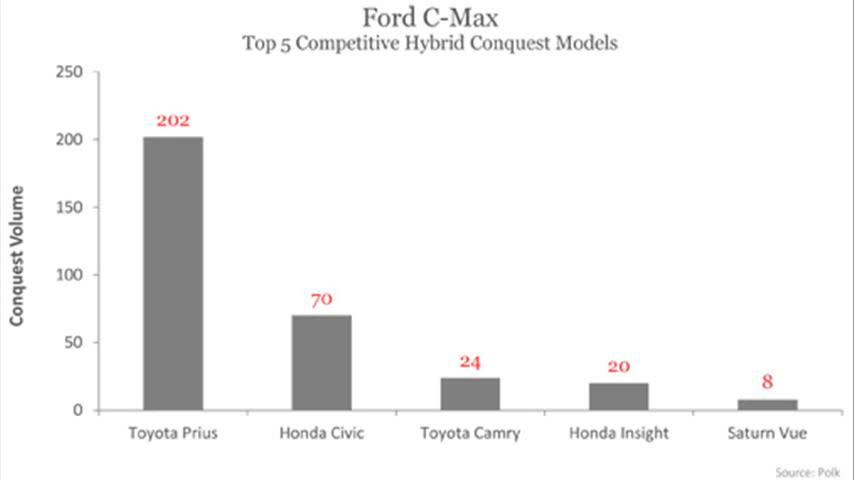 Ford C-Max
Top 5 Competitive Hybrid Conquest Models
250
200
150
100
50
0
Conquest Volume
202
70
24
20
8
Toyota Prius
Honda Civic
Toyota Camry
Honda Insight
Saturn Vue
Source: Polk